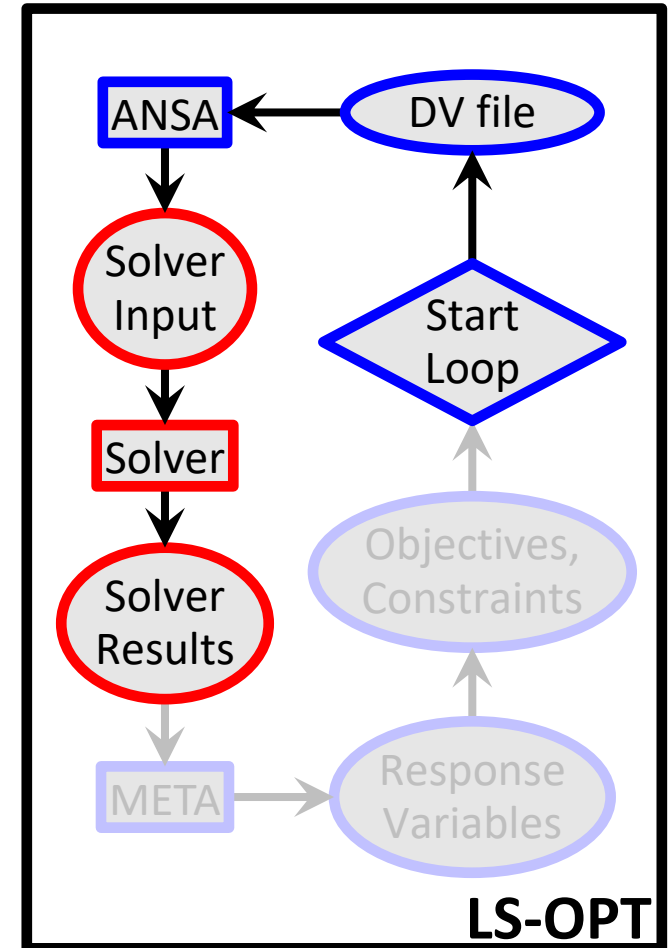 ANSA
DV file
Solver
Input
Start
Loop
Solver
Objectives,
Constraints
Solver
Results
META
Response
Variables
LS-OPT